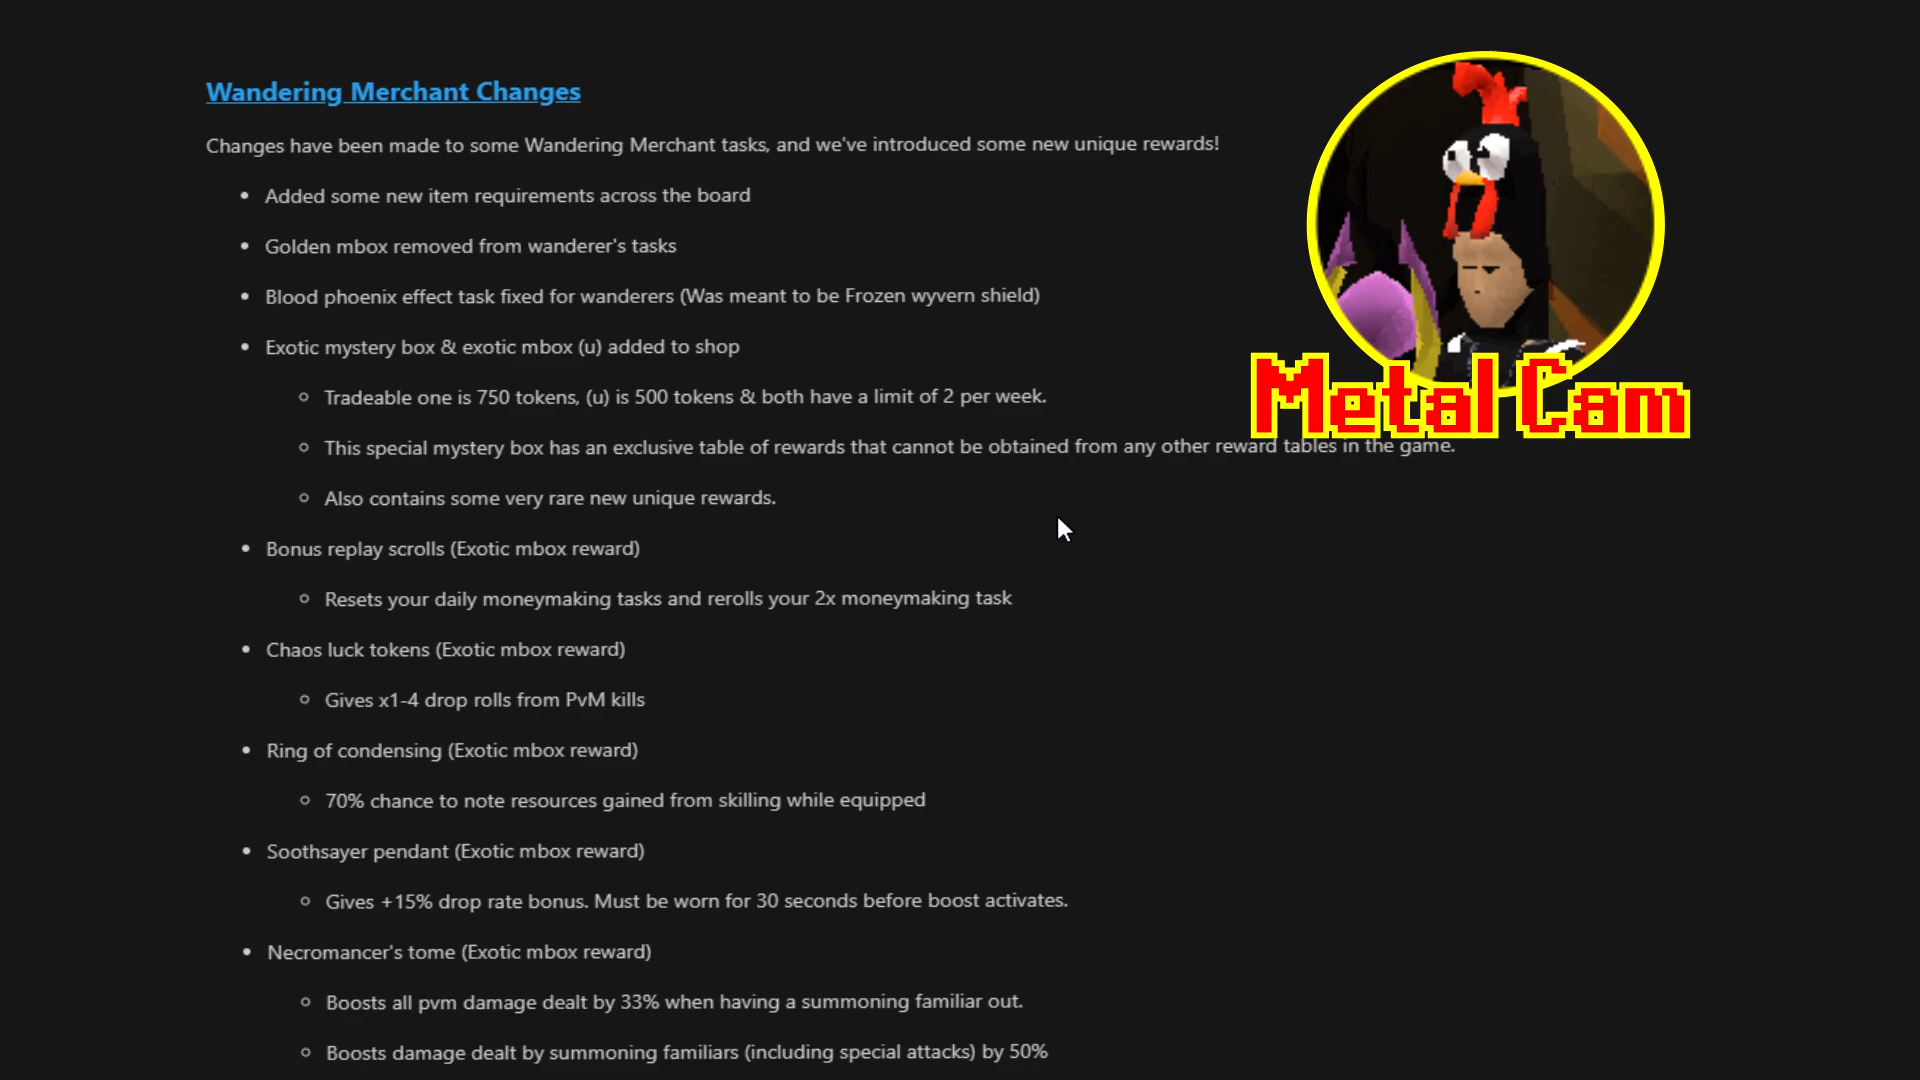 Wandering Merchant Changes
Changes have been made to some Wandering Merchant tasks, and we've introduced some new unique rewards!
Added some new item requirements across the board
Golden mbox removed from wanderer's tasks
Blood phoenix effect task fixed for wanderers (Was meant to be Frozen wyvern shield)
Exotic mystery box & exotic mbox (u) added to shop
Tradeable one is 750 tokens, (u) is 500 tokens & both have a limit of 2 per week.
Metal Cam
This special mystery box has an exclusive table of rewards that cannot be obtained from any other reward tables in the game.
Also contains some very rare new unique rewards.
Bonus replay scrolls (Exotic mbox reward)
Resets your daily moneymaking tasks and rerolls your 2x moneymaking task
Chaos luck tokens (Exotic mbox reward)
Gives x1-4 drop rolls from PvM kills
Ring of condensing (Exotic mbox reward)
70% chance to note resources gained from skilling while equipped
Soothsayer pendant (Exotic mbox reward)
Gives +15% drop rate bonus. Must be worn for 30 seconds before boost activates.
Necromancer's tome (Exotic mbox reward)
Boosts all pvm damage dealt by 33% when having a summoning familiar out.
Boosts damage dealt by summoning familiars (including special attacks) by 50%